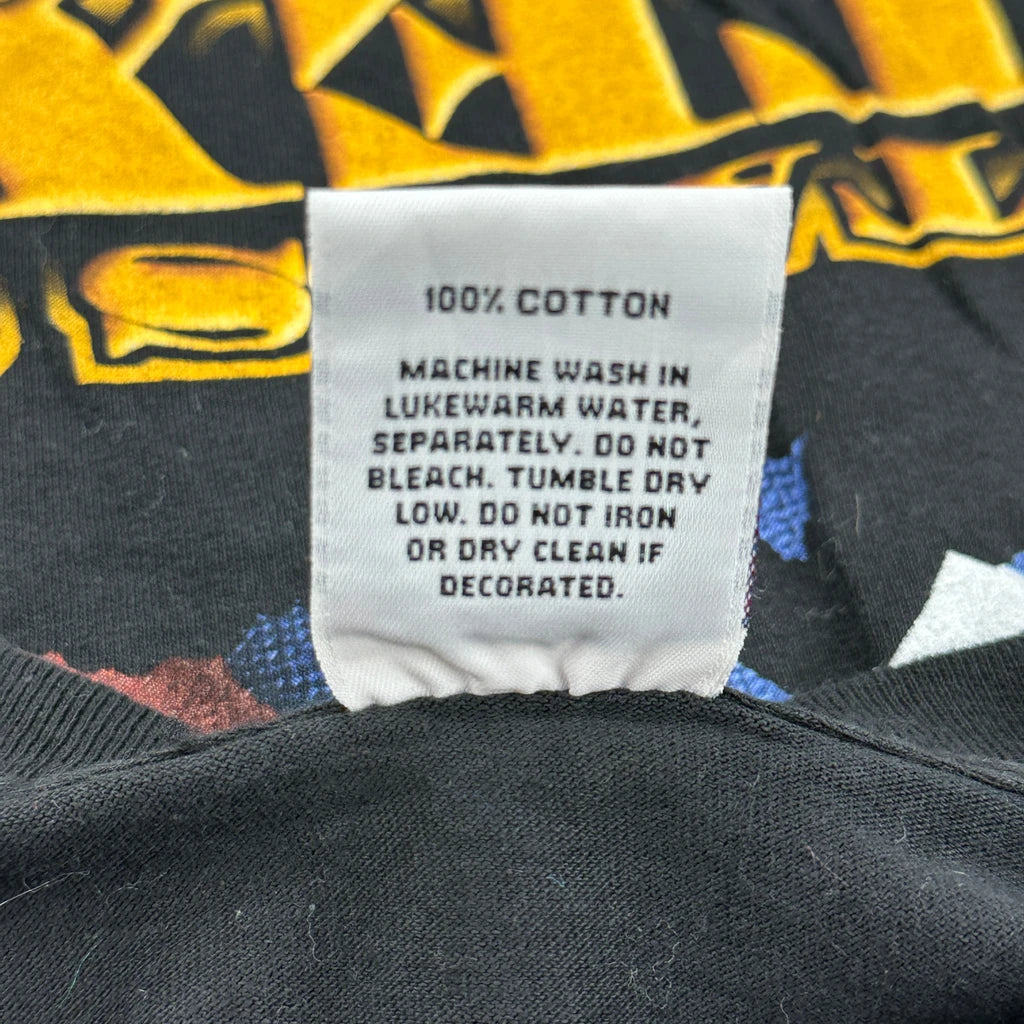 100% COTTON
MACHINE WASH IN
LUKEWARM WATER,
SEPARATELY. DO NOT
BLEACH. TUMBLE DRY
LOW. DO NOT IRON
OR DRY CLEAN IF
DECORATED.